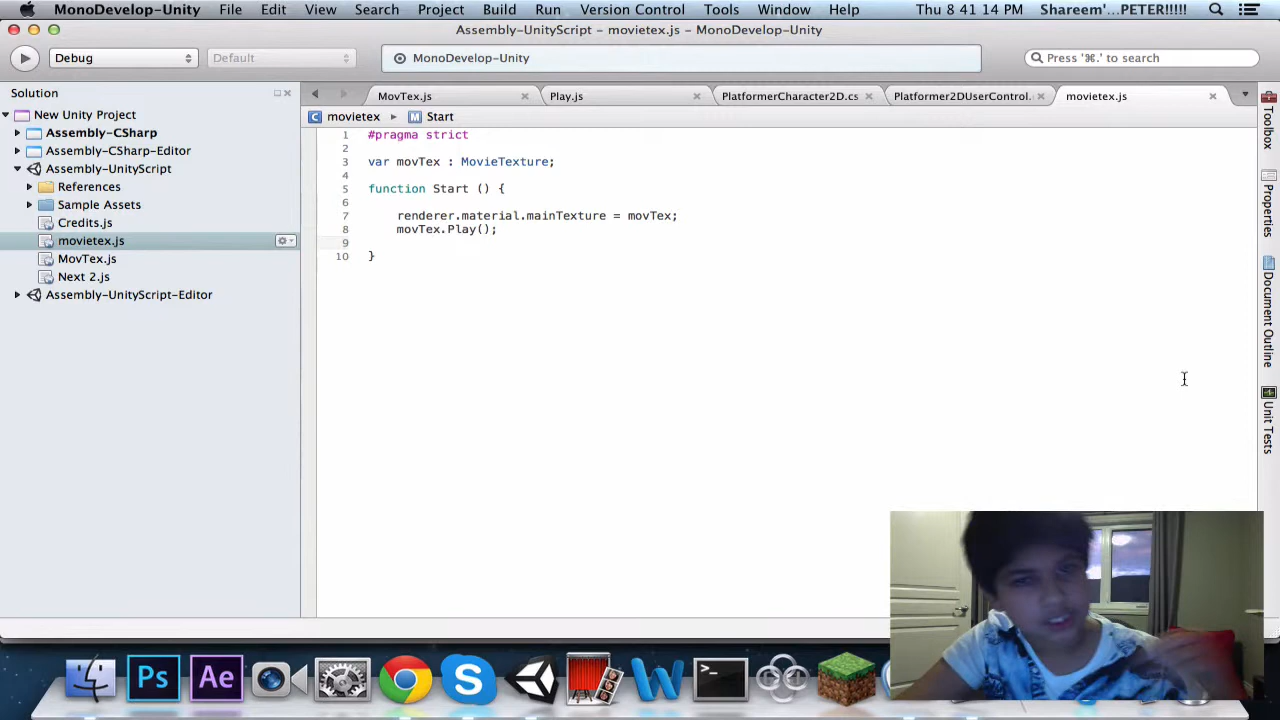 MonoDevelop-Unity File Edit View Search Project Build Run Version Control Tools Window Help Thu 8 41 14 PM Shareem'...PETER!!!!!
Assembly-UnityScript – movietex.js – MonoDevelop-Unity
Debug Default MonoDevelop-Unity Press '⌘.' to search
Solution
New Unity Project
Assembly-CSharp
Assembly-CSharp-Editor
Assembly-UnityScript
References
Sample Assets
Credits.js
movietex.js
MovTex.js
Next 2.js
Assembly-UnityScript-Editor
MovTex.js Play.js PlatformerCharacter2D.cs Platformer2DUserControl. movietex.js
C movietex M Start
1 #pragma strict
2
3 var movTex : MovieTexture;
4
5 function Start () {
6
7 renderer.material.mainTexture = movTex;
8 movTex.Play();
9
10 }
Toolbox
Properties
Document Outline
Unit Tests
Ps Ae S W >_